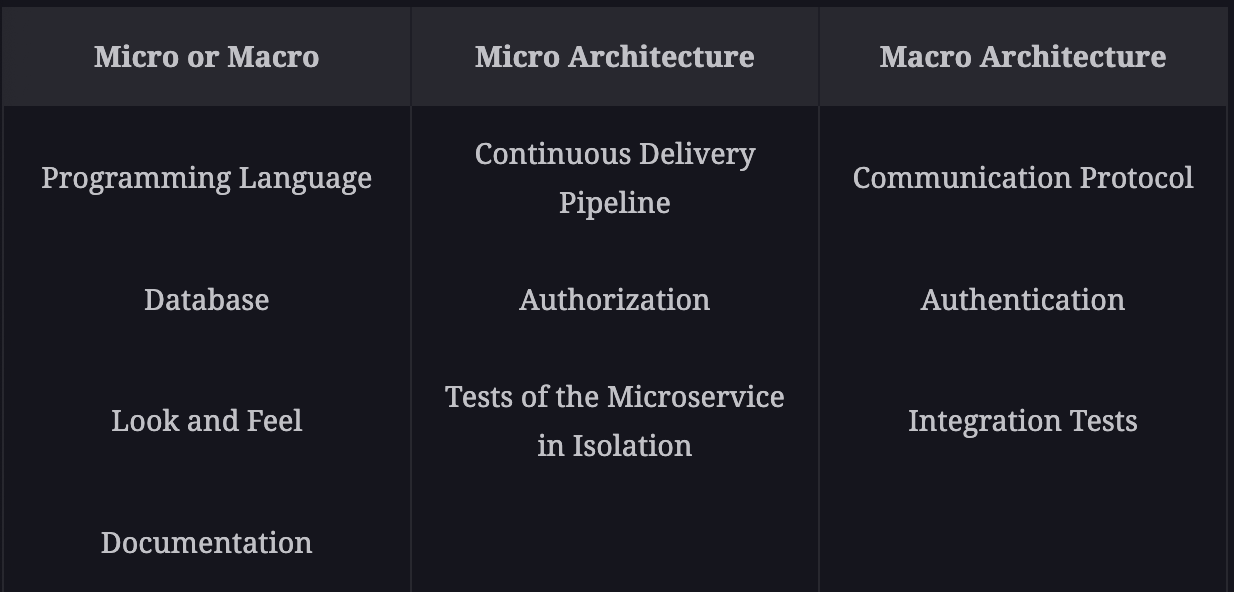 Micro or Macro Micro Architecture Macro Architecture
Programming Language Continuous Delivery Pipeline Communication Protocol
Database Authorization Authentication
Look and Feel Tests of the Microservice in Isolation Integration Tests
Documentation